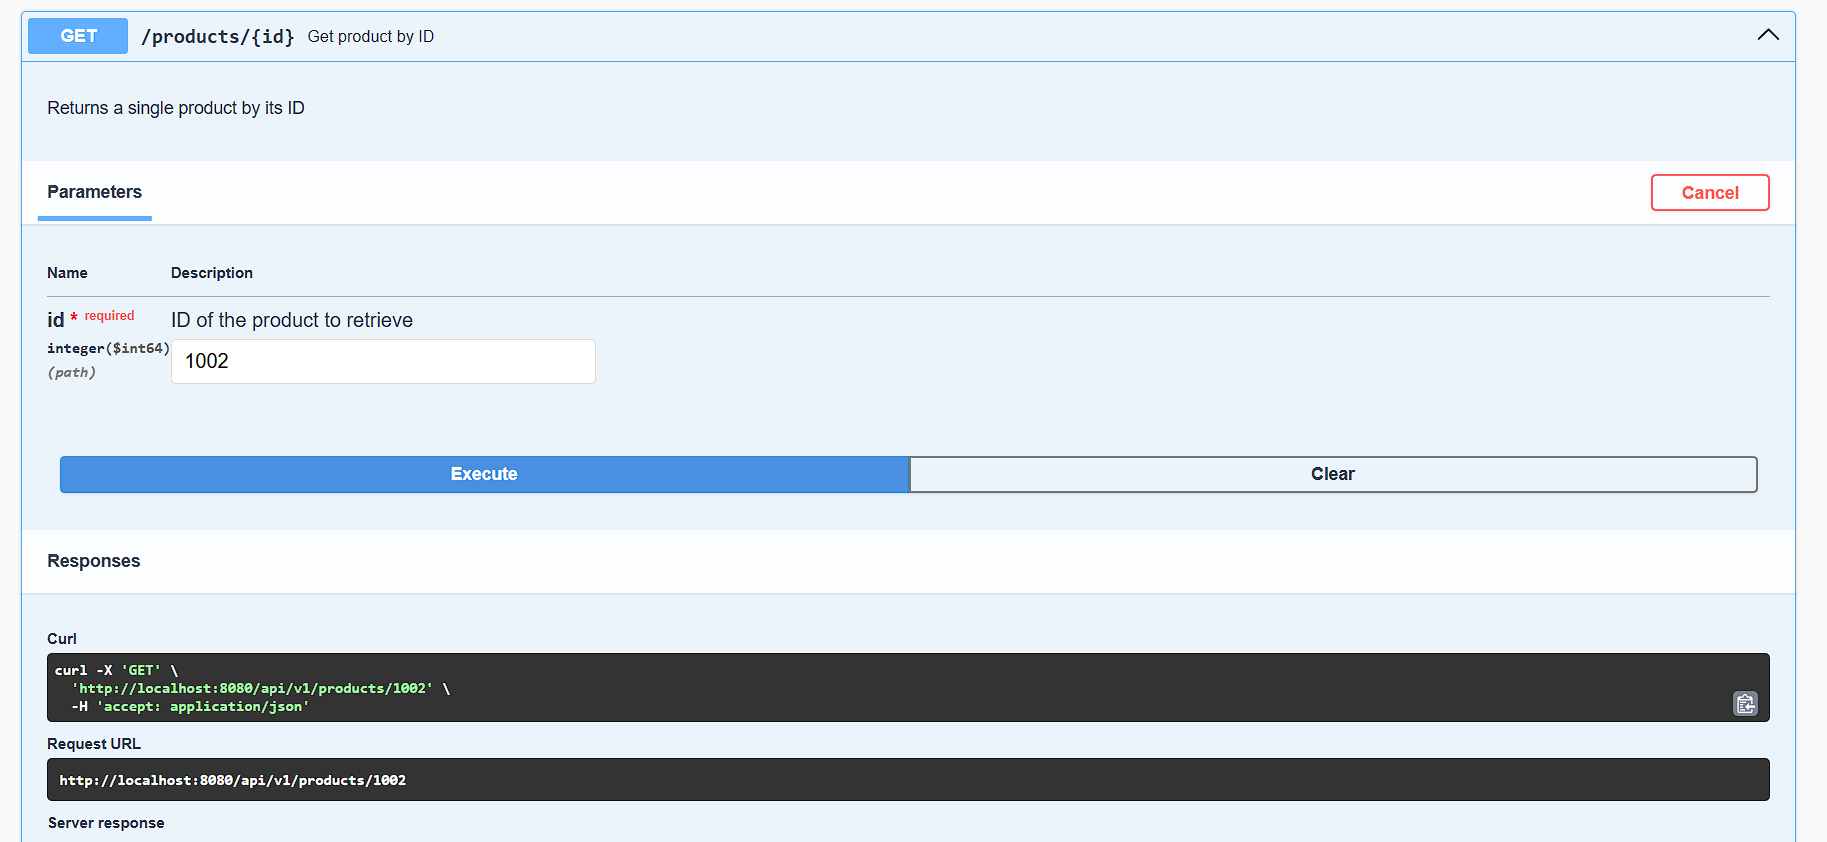 GET /products/{id} Get product by ID
Returns a single product by its ID
Parameters
Cancel
Name Description
id * required
integer($int64)
(path)
ID of the product to retrieve
1002
Execute Clear
Responses
Curl
curl -X 'GET' \
'http://localhost:8080/api/v1/products/1002' \
-H 'accept: application/json'
Request URL
http://localhost:8080/api/v1/products/1002
Server response